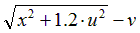 √(x² + 1.2 · u²) − v